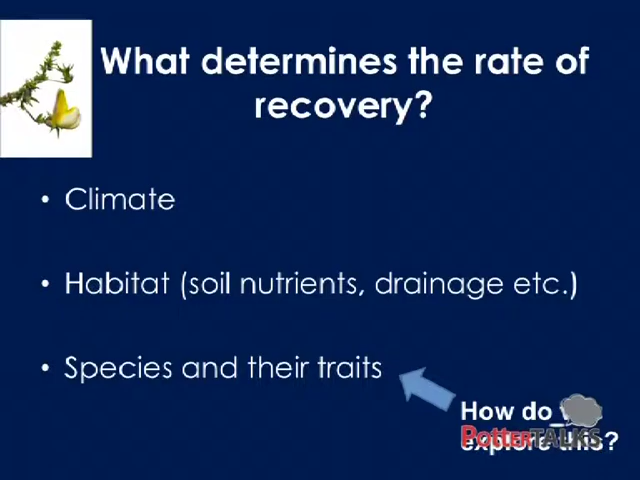 What determines the rate of
recovery?
• Climate
• Habitat (soil nutrients, drainage etc.)
• Species and their traits
How do
explore this?
POTTERTALKS